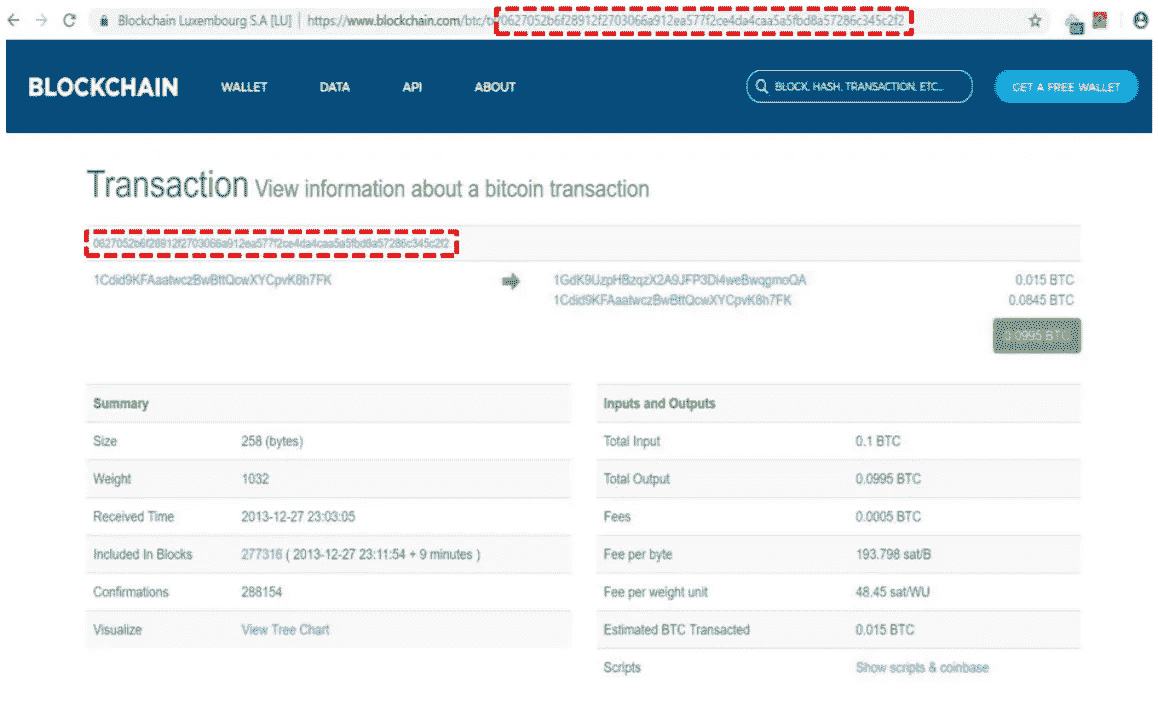 Blockchain Luxembourg S.A [LU] | https://www.blockchain.com/btc/tx/0627052b6f28912f2703066a912ea577f2ce4da4caa5a5fbd8a57286c345c2f2
BLOCKCHAIN WALLET DATA API ABOUT BLOCK, HASH, TRANSACTION, ETC... GET A FREE WALLET
Transaction View information about a bitcoin transaction
0627052b6f28912f2703066a912ea577f2ce4da4caa5a5fbd8a57286c345c2f2
1Cdid9KFAaatwczBwBttQcwXYCpvK8h7FK 1GdK9UzpHBzqzX2A9JFP3Di4weBwqgmoQA 0.015 BTC
1Cdid9KFAaatwczBwBttQcwXYCpvK8h7FK 0.0845 BTC
0.0995 BTC
Summary
Size 258 (bytes)
Weight 1032
Received Time 2013-12-27 23:03:05
Included In Blocks 277316 ( 2013-12-27 23:11:54 + 9 minutes )
Confirmations 288154
Visualize View Tree Chart
Inputs and Outputs
Total Input 0.1 BTC
Total Output 0.0995 BTC
Fees 0.0005 BTC
Fee per byte 193.798 sat/B
Fee per weight unit 48.45 sat/WU
Estimated BTC Transacted 0.015 BTC
Scripts Show scripts & coinbase